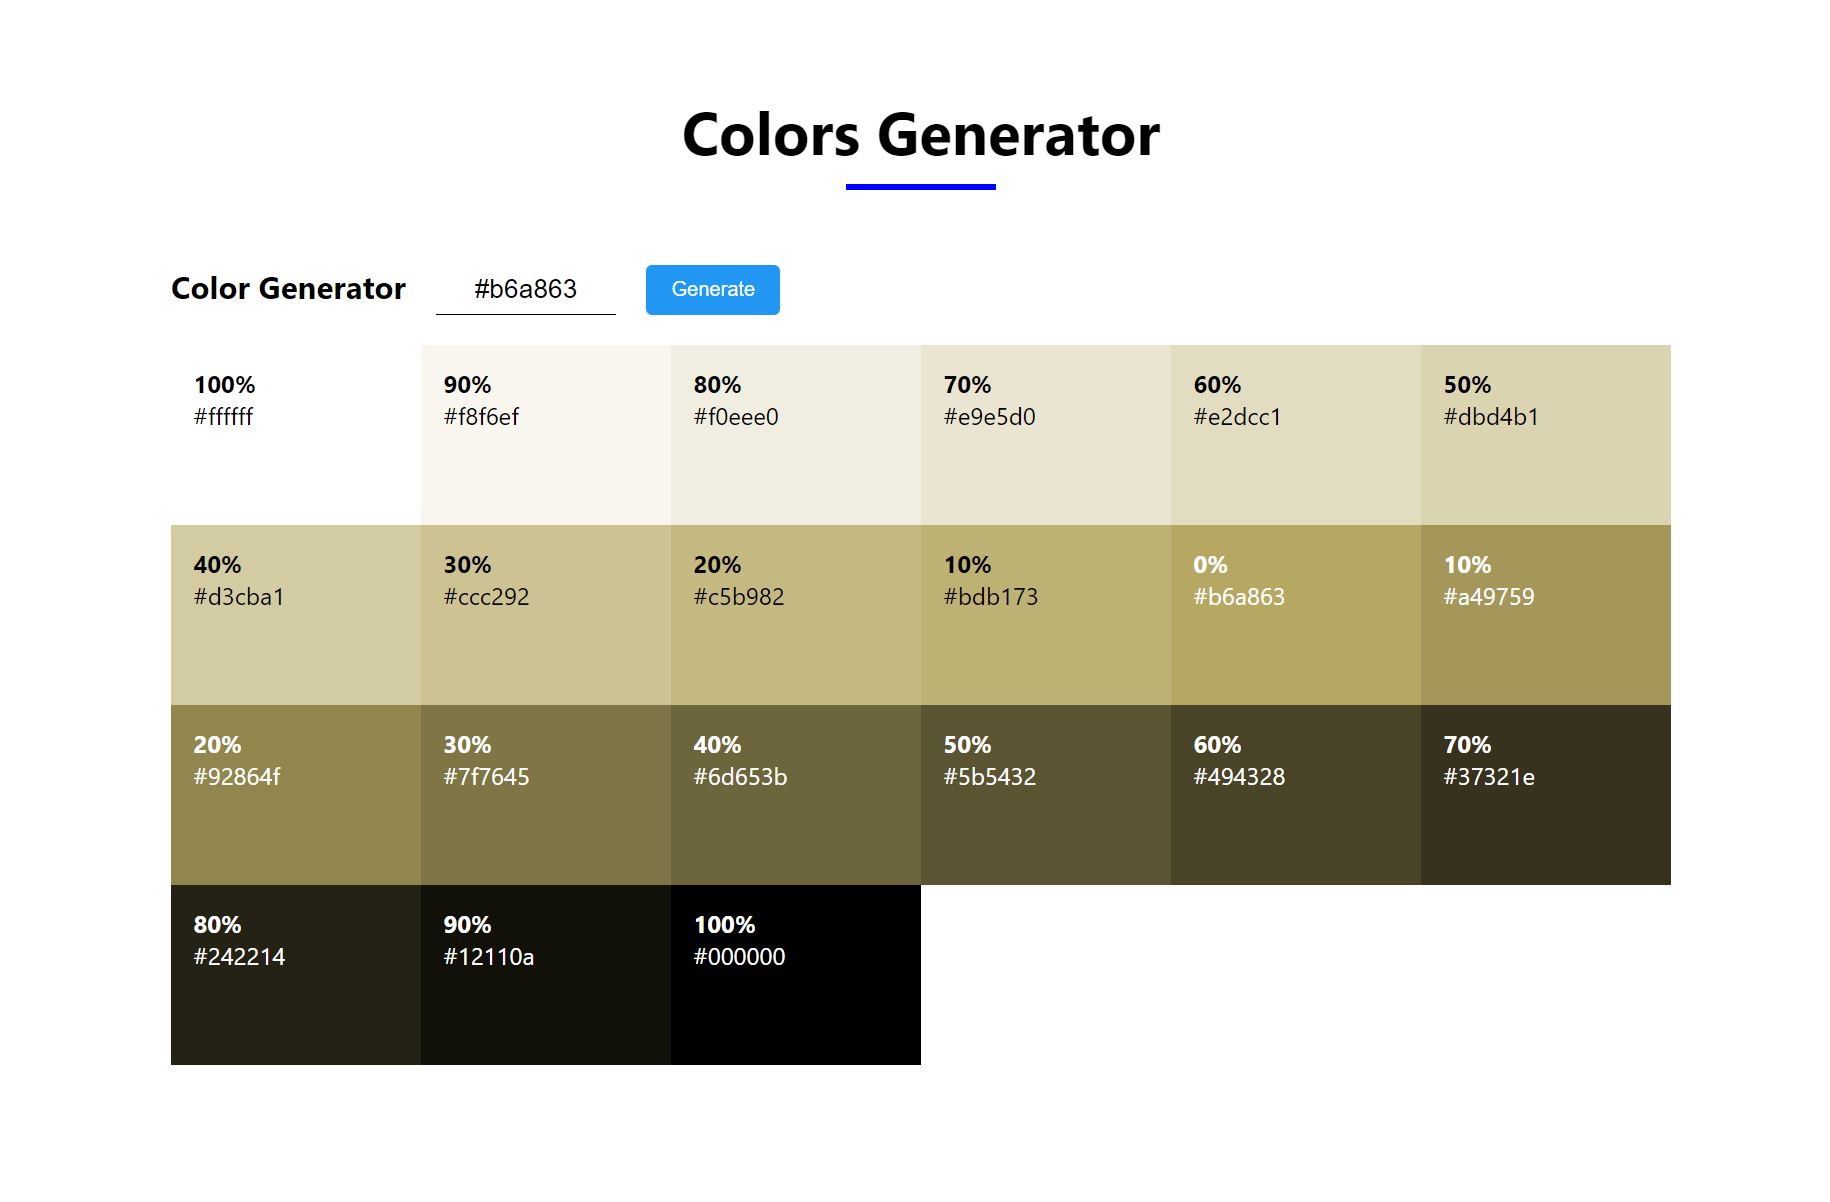 Colors Generator
Color Generator #b6a863 Generate
100% 90% 80% 70% 60% 50%
#ffffff #f8f6ef #f0eee0 #e9e5d0 #e2dcc1 #dbd4b1
40% 30% 20% 10% 0% 10%
#d3cba1 #ccc292 #c5b982 #bdb173 #b6a863 #a49759
20% 30% 40% 50% 60% 70%
#92864f #7f7645 #6d653b #5b5432 #494328 #37321e
80% 90% 100%
#242214 #12110a #000000